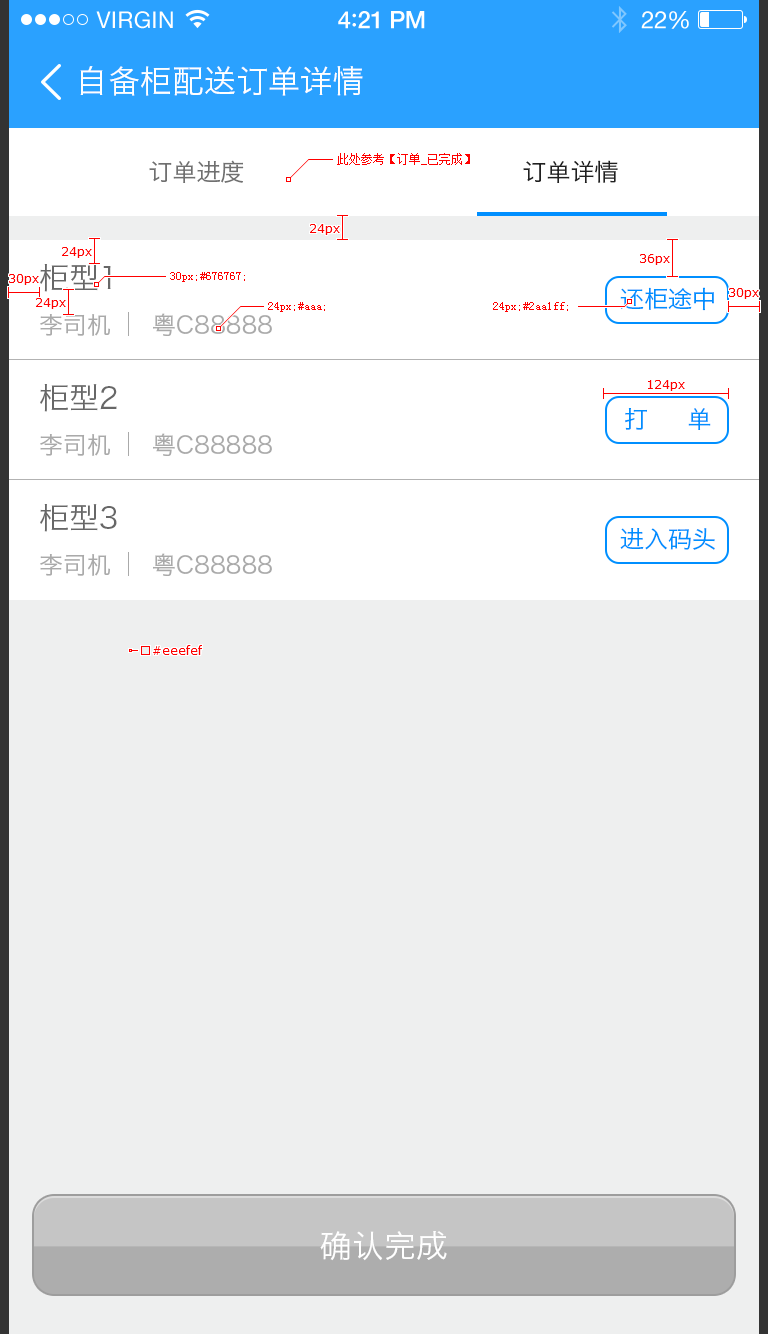 VIRGIN 4:21 PM 22%
自备柜配送订单详情
订单进度 此处参考【订单_已完成】 订单详情
24px
24px 36px
柜型1 30px;#676767; 还柜途中
30px 24px 30px
李司机 粤C88888 24px;#aaa; 24px;#2aa1ff;
124px
柜型2 打 单
李司机 粤C88888
柜型3 进入码头
李司机 粤C88888
#eeefef
确认完成